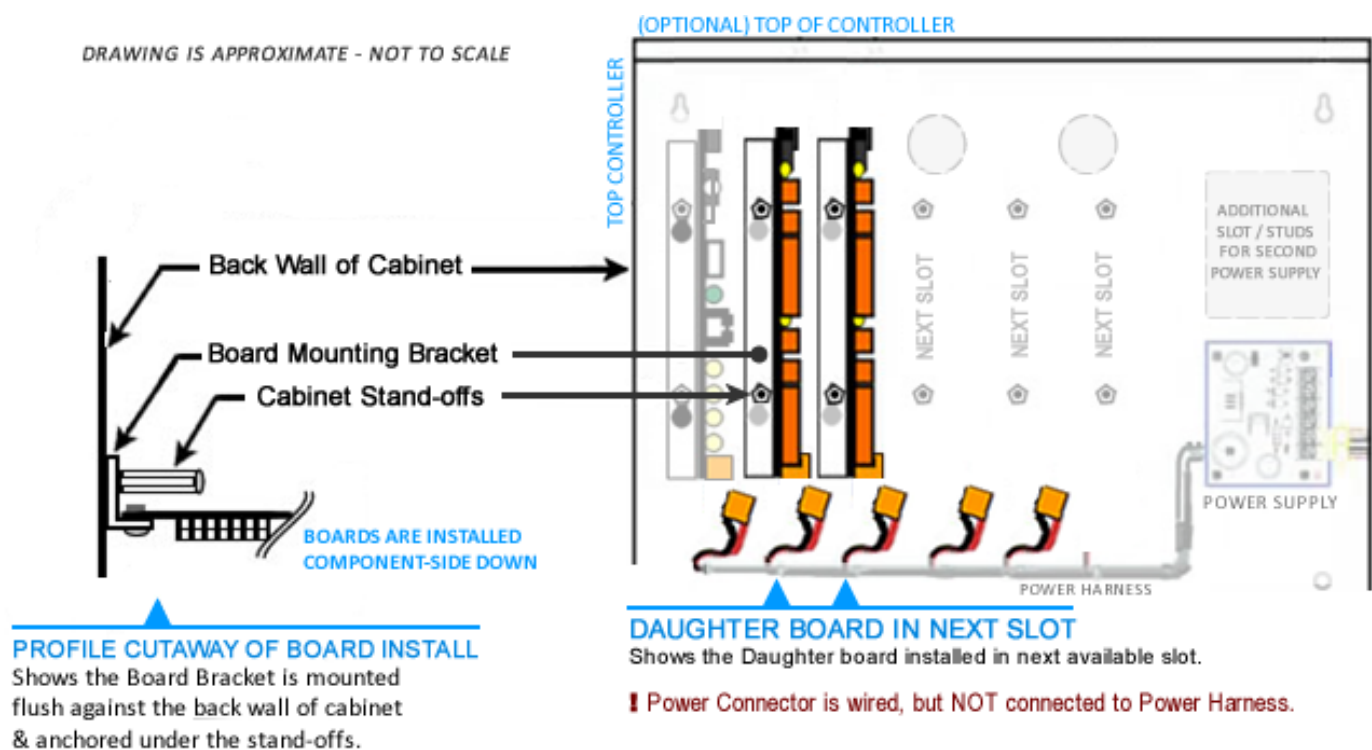 (OPTIONAL) TOP OF CONTROLLER
DRAWING IS APPROXIMATE - NOT TO SCALE
TOP CONTROLLER
Back Wall of Cabinet
Board Mounting Bracket
Cabinet Stand-offs
NEXT SLOT
NEXT SLOT
NEXT SLOT
ADDITIONAL
SLOT / STUDS
FOR SECOND
POWER SUPPLY
POWER SUPPLY
BOARDS ARE INSTALLED
COMPONENT-SIDE DOWN
POWER HARNESS
PROFILE CUTAWAY OF BOARD INSTALL
Shows the Board Bracket is mounted
flush against the back wall of cabinet
& anchored under the stand-offs.
DAUGHTER BOARD IN NEXT SLOT
Shows the Daughter board installed in next available slot.
! Power Connector is wired, but NOT connected to Power Harness.